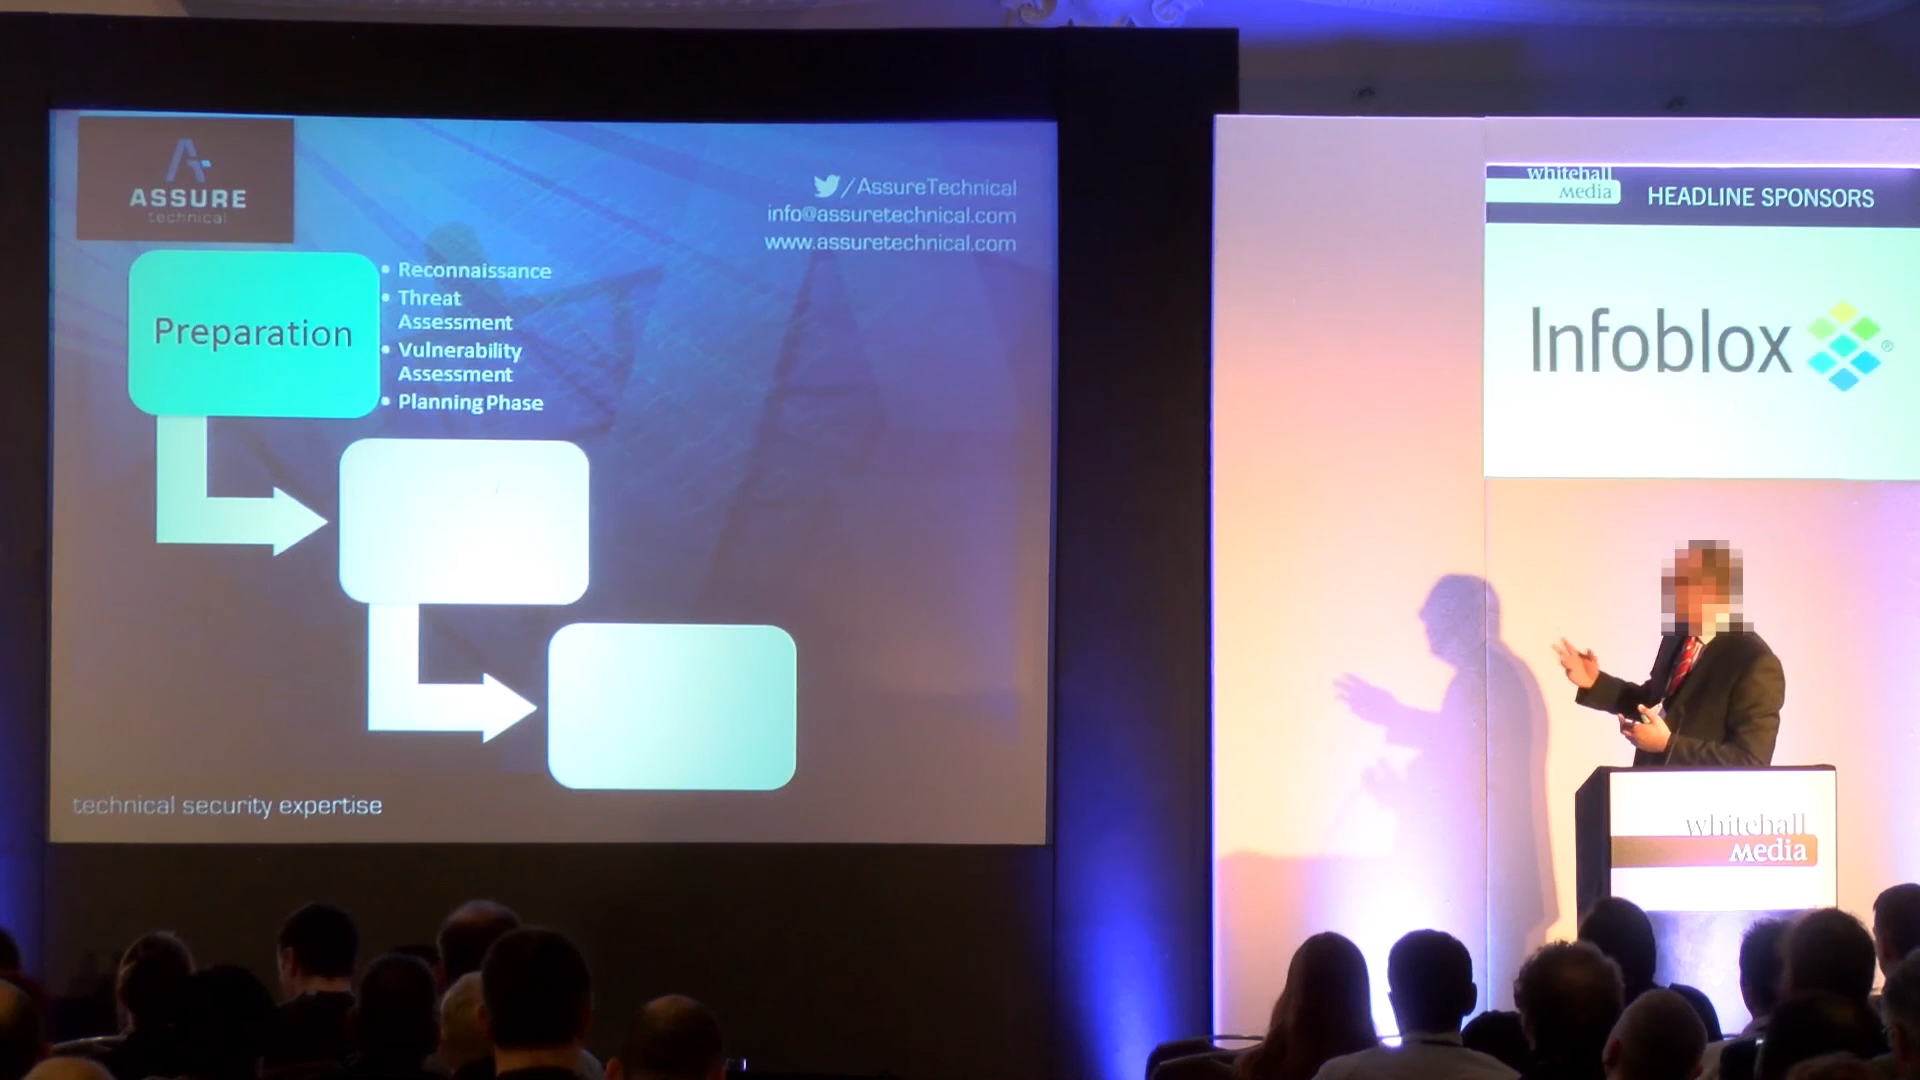 ASSURE
technical
/AssureTechnical
info@assuretechnical.com
www.assuretechnical.com
Preparation
• Reconnaissance
• Threat
Assessment
• Vulnerability
Assessment
• Planning Phase
technical security expertise
whitehall
media
HEADLINE SPONSORS
Infoblox®
whitehall
media